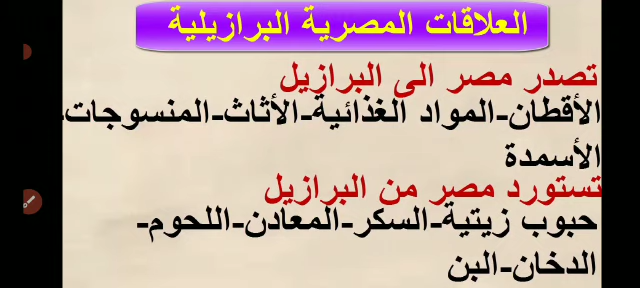 العلاقات المصرية البرازيلية
تصدر مصر الى البرازيل
الأقطان-المواد الغذائية-الأثاث-المنسوجات-
الأسمدة
تستورد مصر من البرازيل
حبوب زيتية-السكر-المعادن-اللحوم-
الدخان-البن